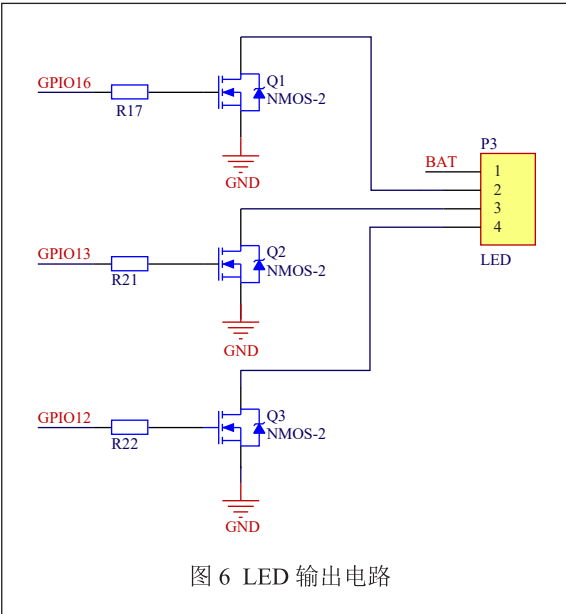 GPIO16
R17
Q1
NMOS-2
GND
P3
BAT
1
2
3
4
LED
GPIO13
R21
Q2
NMOS-2
GND
GPIO12
R22
Q3
NMOS-2
GND
图 6 LED 输出电路